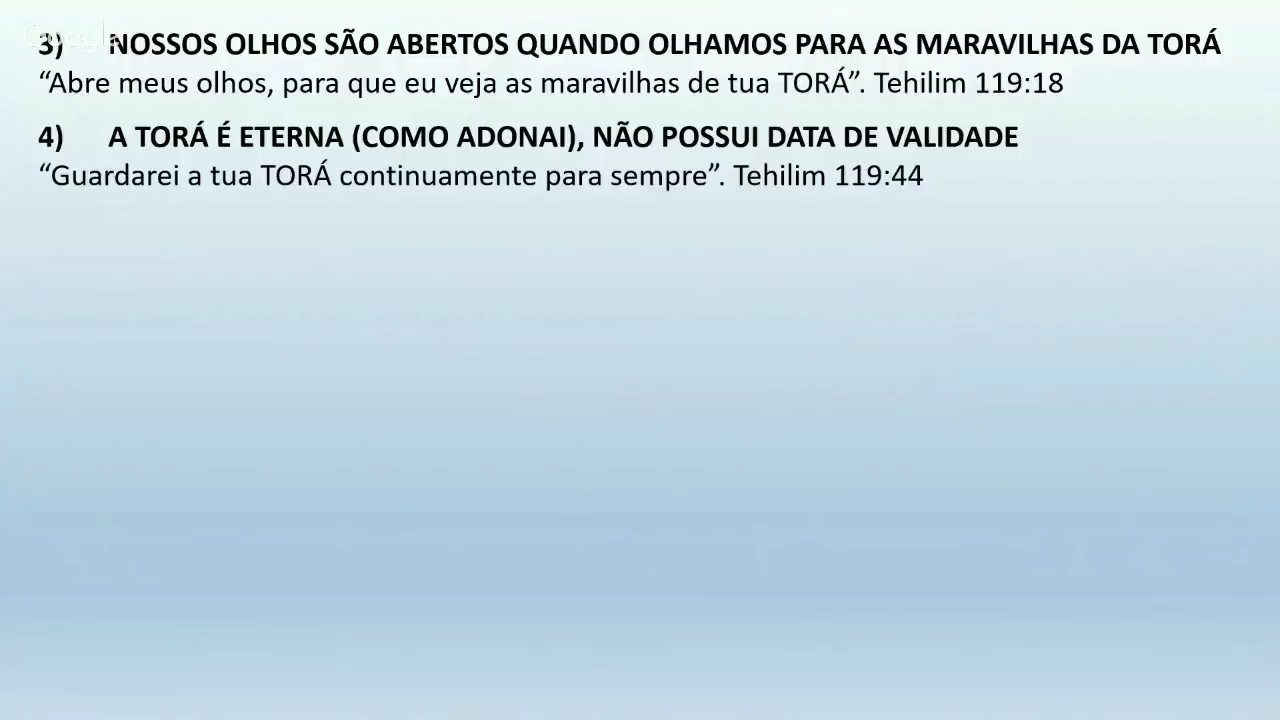 Google
3) NOSSOS OLHOS SÃO ABERTOS QUANDO OLHAMOS PARA AS MARAVILHAS DA TORÁ
“Abre meus olhos, para que eu veja as maravilhas de tua TORÁ”. Tehilim 119:18
4) A TORÁ É ETERNA (COMO ADONAI), NÃO POSSUI DATA DE VALIDADE
“Guardarei a tua TORÁ continuamente para sempre”. Tehilim 119:44